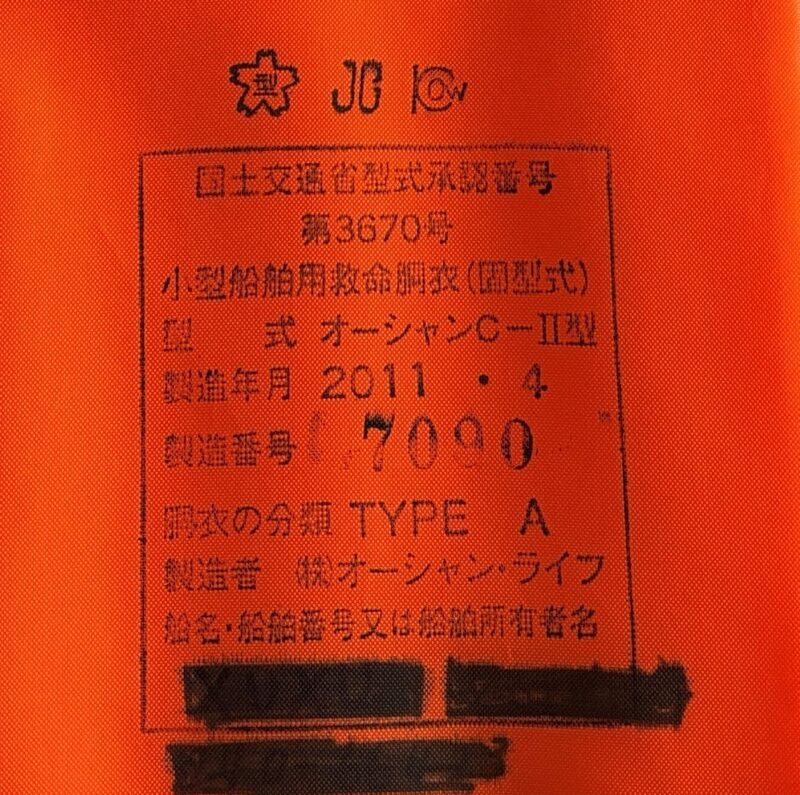 型 JG
国土交通省型式承認番号
第3670号
小型船舶用救命胴衣(固型式)
型 式 オーシャンC-II型
製造年月 2011 ・ 4
製造番号 7090
胴衣の分類 TYPE A
製造者 (株)オーシャン・ライフ
船名・船舶番号又は船舶所有者名